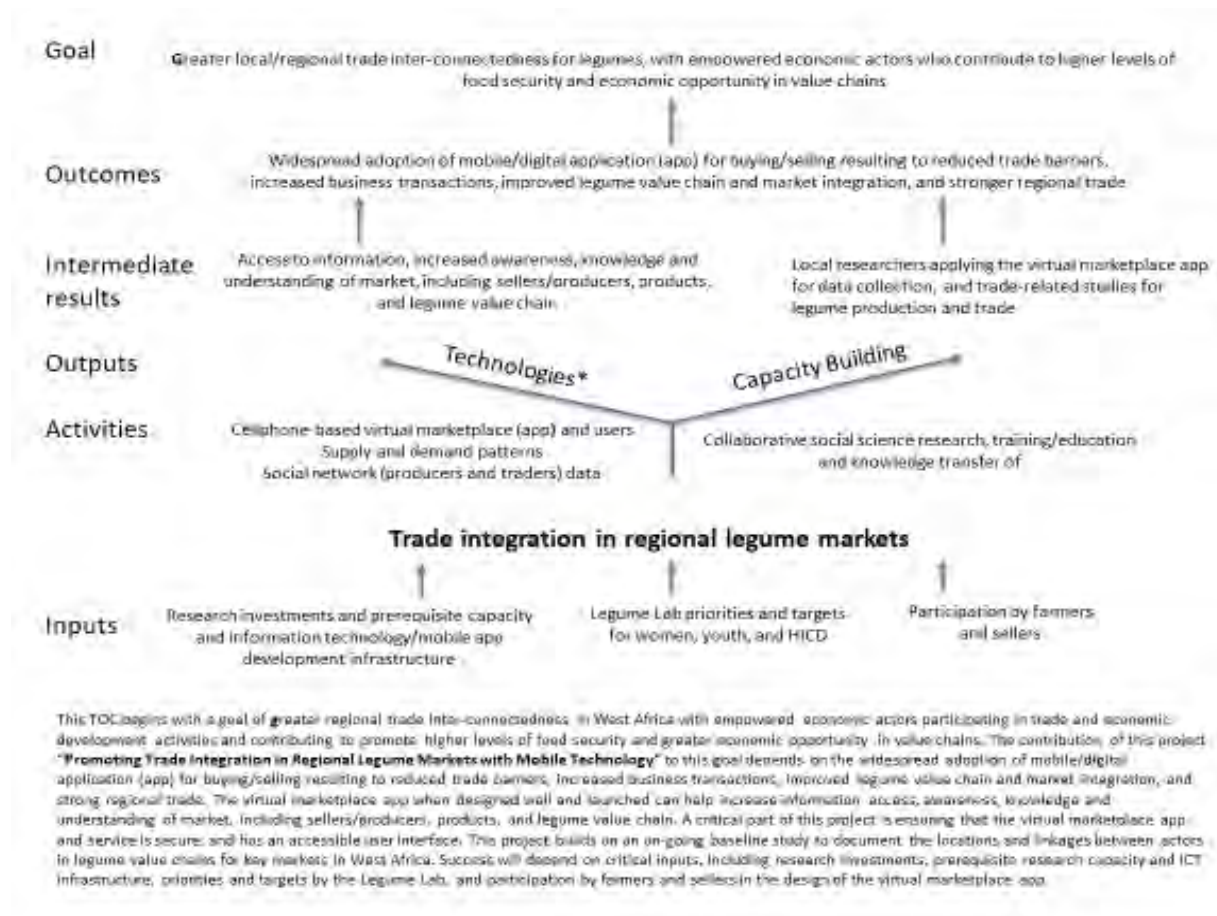 Goal
Greater local/regional trade inter-connectedness for legumes, with empowered economic actors who contribute to higher levels of
food security and economic opportunity in value chains
Outcomes
Widespread adoption of mobile/digital application (app) for buying/selling resulting to reduced trade barriers,
increased business transactions, improved legume value chain and market integration, and stronger regional trade
Intermediate
results
Access to information, increased awareness, knowledge and
understanding of market, including sellers/producers, products,
and legume value chain
Local researchers applying the virtual marketplace app
for data collection, and trade-related studies for
legume production and trade
Outputs
Technologies*
Capacity Building
Activities
Cellphone-based virtual marketplace (app) and users
Supply and demand patterns
Social network (producers and traders) data
Collaborative social science research, training/education
and knowledge transfer of
Trade integration in regional legume markets
Inputs
Research investments and prerequisite capacity
and information technology/mobile app
development infrastructure
Legume Lab priorities and targets
for women, youth, and HICD
Participation by farmers
and sellers
This TOC begins with a goal of greater regional trade inter-connectedness in West Africa with empowered economic actors participating in trade and economic
development activities and contributing to promote higher levels of food security and greater economic opportunity in value chains. The contribution of this project
"Promoting Trade Integration in Regional Legume Markets with Mobile Technology" to this goal depends on the widespread adoption of mobile/digital
application (app) for buying/selling resulting to reduced trade barriers, increased business transactions, improved legume value chain and market integration, and
strong regional trade. The virtual marketplace app when designed well and launched can help increase information access, awareness, knowledge and
understanding of market, including sellers/producers, products, and legume value chain. A critical part of this project is ensuring that the virtual marketplace app
and service is secure and has an accessible user interface. This project builds on an on-going baseline study to document the locations and linkages between actors
in legume value chains for key markets in West Africa. Success will depend on critical inputs, including research investments, prerequisite research capacity and ICT
infrastructure, priorities and targets by the Legume Lab, and participation by farmers and sellers in the design of the virtual marketplace app.